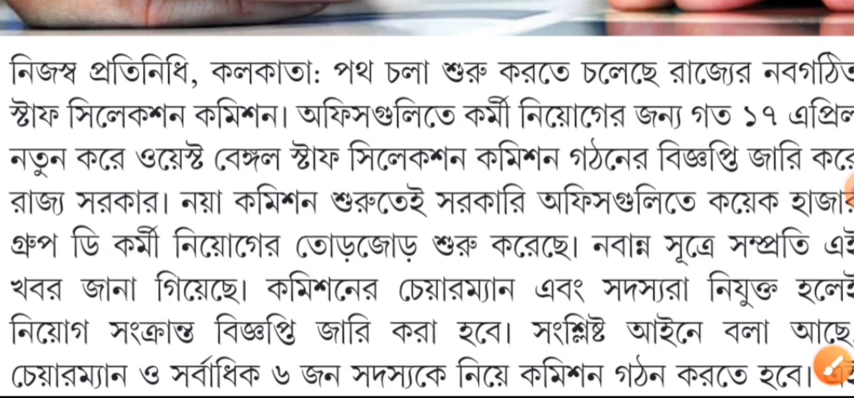 নিজস্ব প্রতিনিধি, কলকাতা: পথ চলা শুরু করতে চলেছে রাজ্যের নবগঠিত
স্টাফ সিলেকশন কমিশন। অফিসগুলিতে কর্মী নিয়োগের জন্য গত ১৭ এপ্রিল
নতুন করে ওয়েস্ট বেঙ্গল স্টাফ সিলেকশন কমিশন গঠনের বিজ্ঞপ্তি জারি করে
রাজ্য সরকার। নয়া কমিশন শুরুতেই সরকারি অফিসগুলিতে কয়েক হাজার
গ্রুপ ডি কর্মী নিয়োগের তোড়জোড় শুরু করেছে। নবান্ন সূত্রে সম্প্রতি এই
খবর জানা গিয়েছে। কমিশনের চেয়ারম্যান এবং সদস্যরা নিযুক্ত হলেই
নিয়োগ সংক্রান্ত বিজ্ঞপ্তি জারি করা হবে। সংশ্লিষ্ট আইনে বলা আছে
চেয়ারম্যান ও সর্বাধিক ৬ জন সদস্যকে নিয়ে কমিশন গঠন করতে হবে।